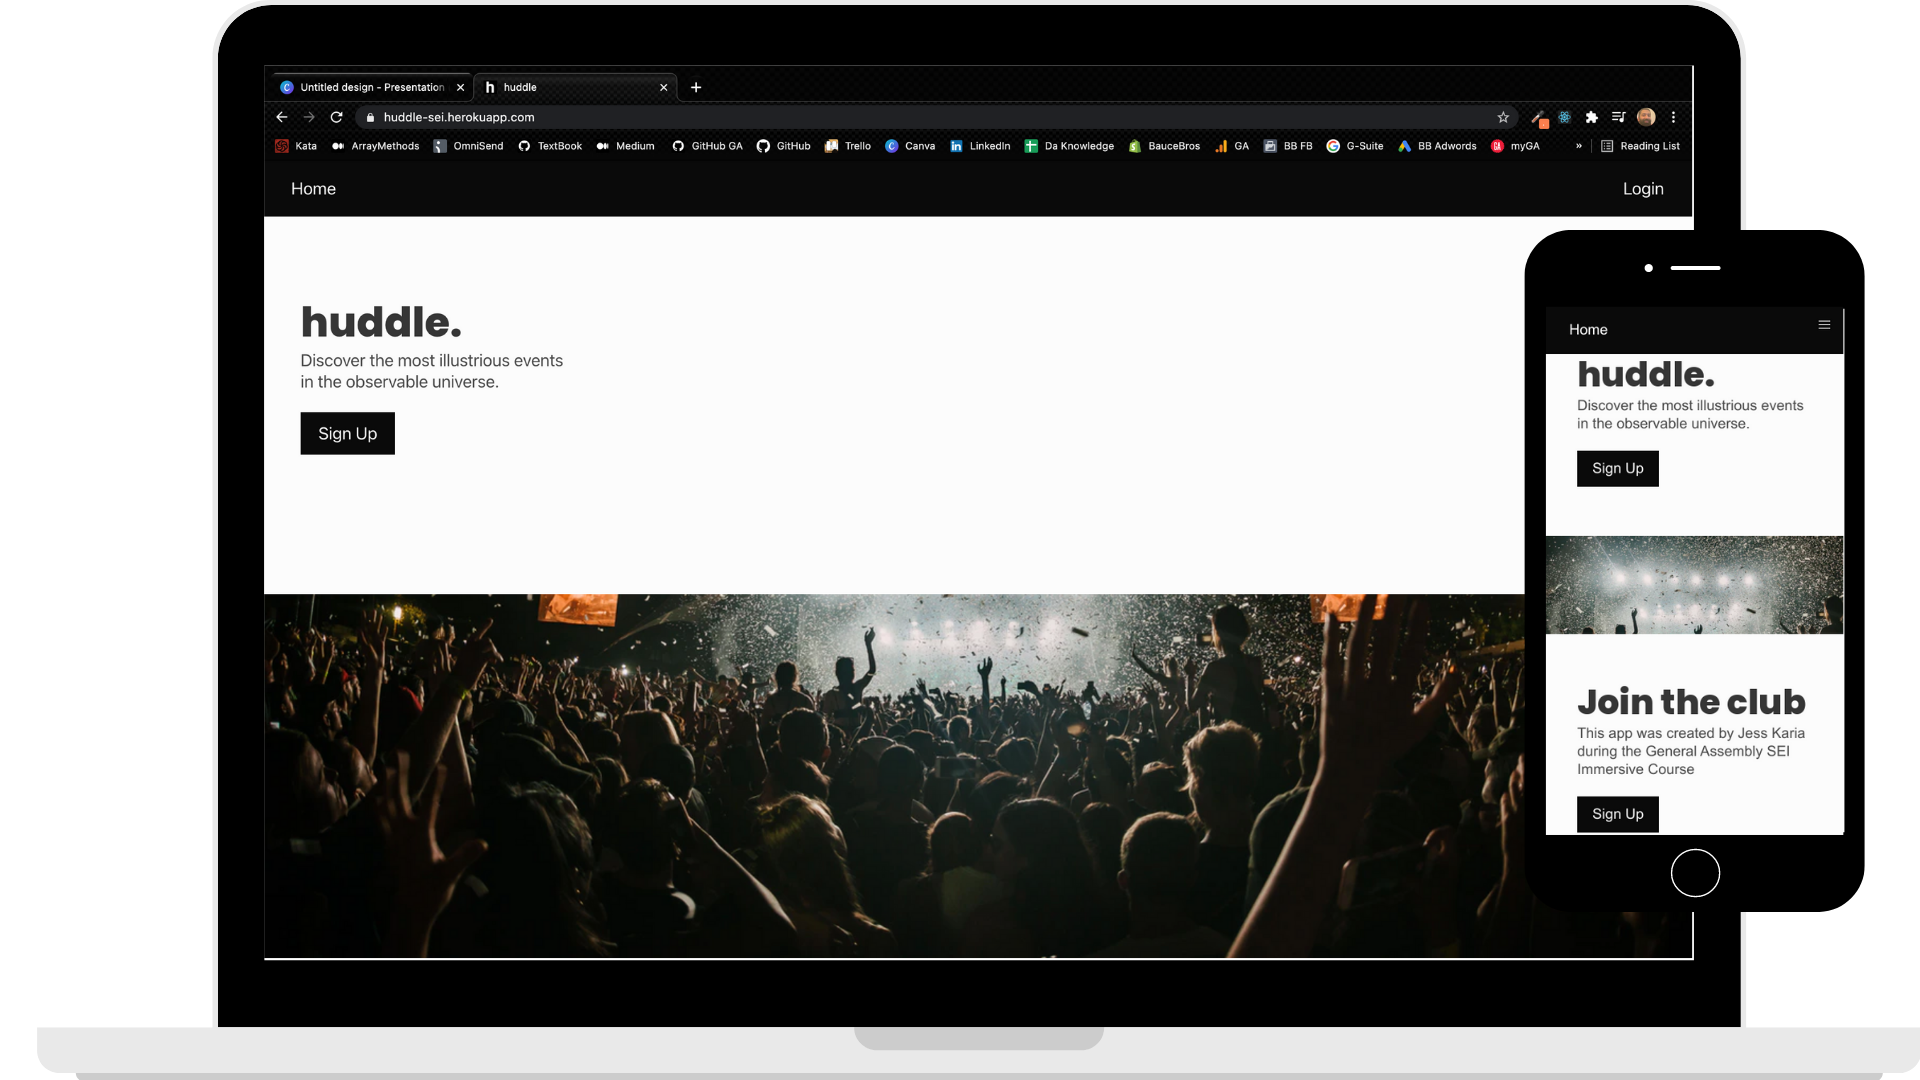 Untitled design - Presentation
huddle
huddle-sei.herokuapp.com
Kata ArrayMethods OmniSend TextBook Medium GitHub GA GitHub Trello Canva LinkedIn Da Knowledge BauceBros GA BB FB G-Suite BB Adwords myGA » Reading List
Home Login
huddle.
Discover the most illustrious events
in the observable universe.
Sign Up
Home
huddle.
Discover the most illustrious events
in the observable universe.
Sign Up
Join the club
This app was created by Jess Karia
during the General Assembly SEI
Immersive Course
Sign Up